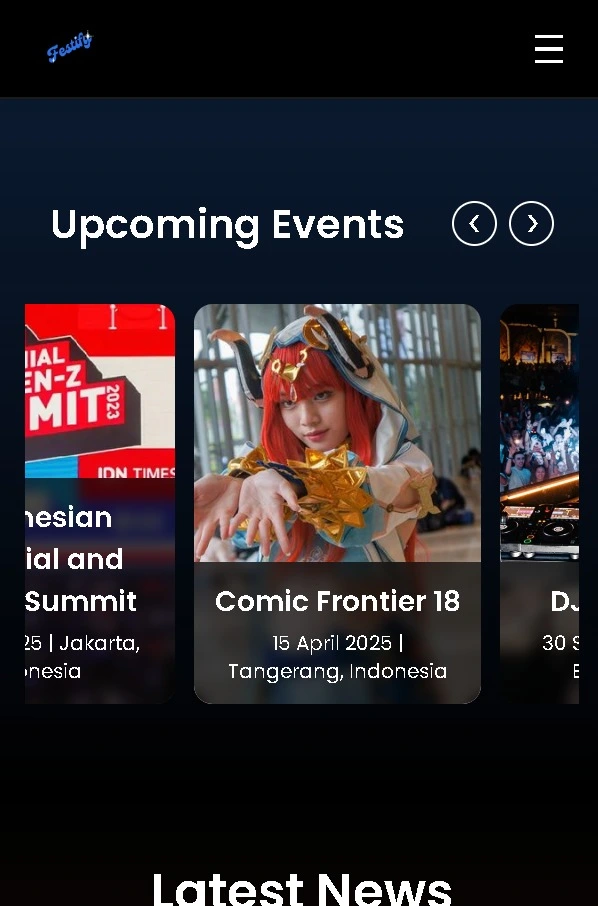 Festify
Upcoming Events
NIAL
EN-Z
MIT
2023
IDN TIMES
nesian
ial and
Summit
25 | Jakarta,
onesia
Comic Frontier 18
15 April 2025 |
Tangerang, Indonesia
DJ
30 S
Latest News